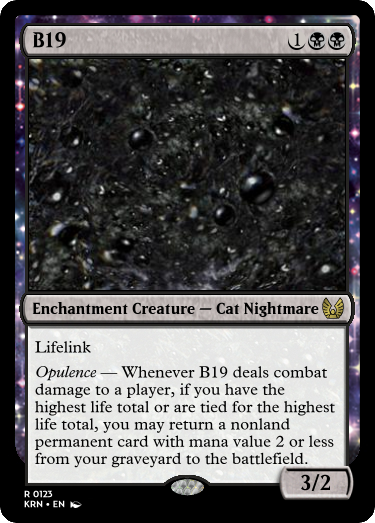 B19 1
Enchantment Creature — Cat Nightmare
Lifelink
Opulence — Whenever B19 deals combat
damage to a player, if you have the
highest life total or are tied for the highest
life total, you may return a nonland
permanent card with mana value 2 or less
from your graveyard to the battlefield.
3/2
R 0123
KRN • EN